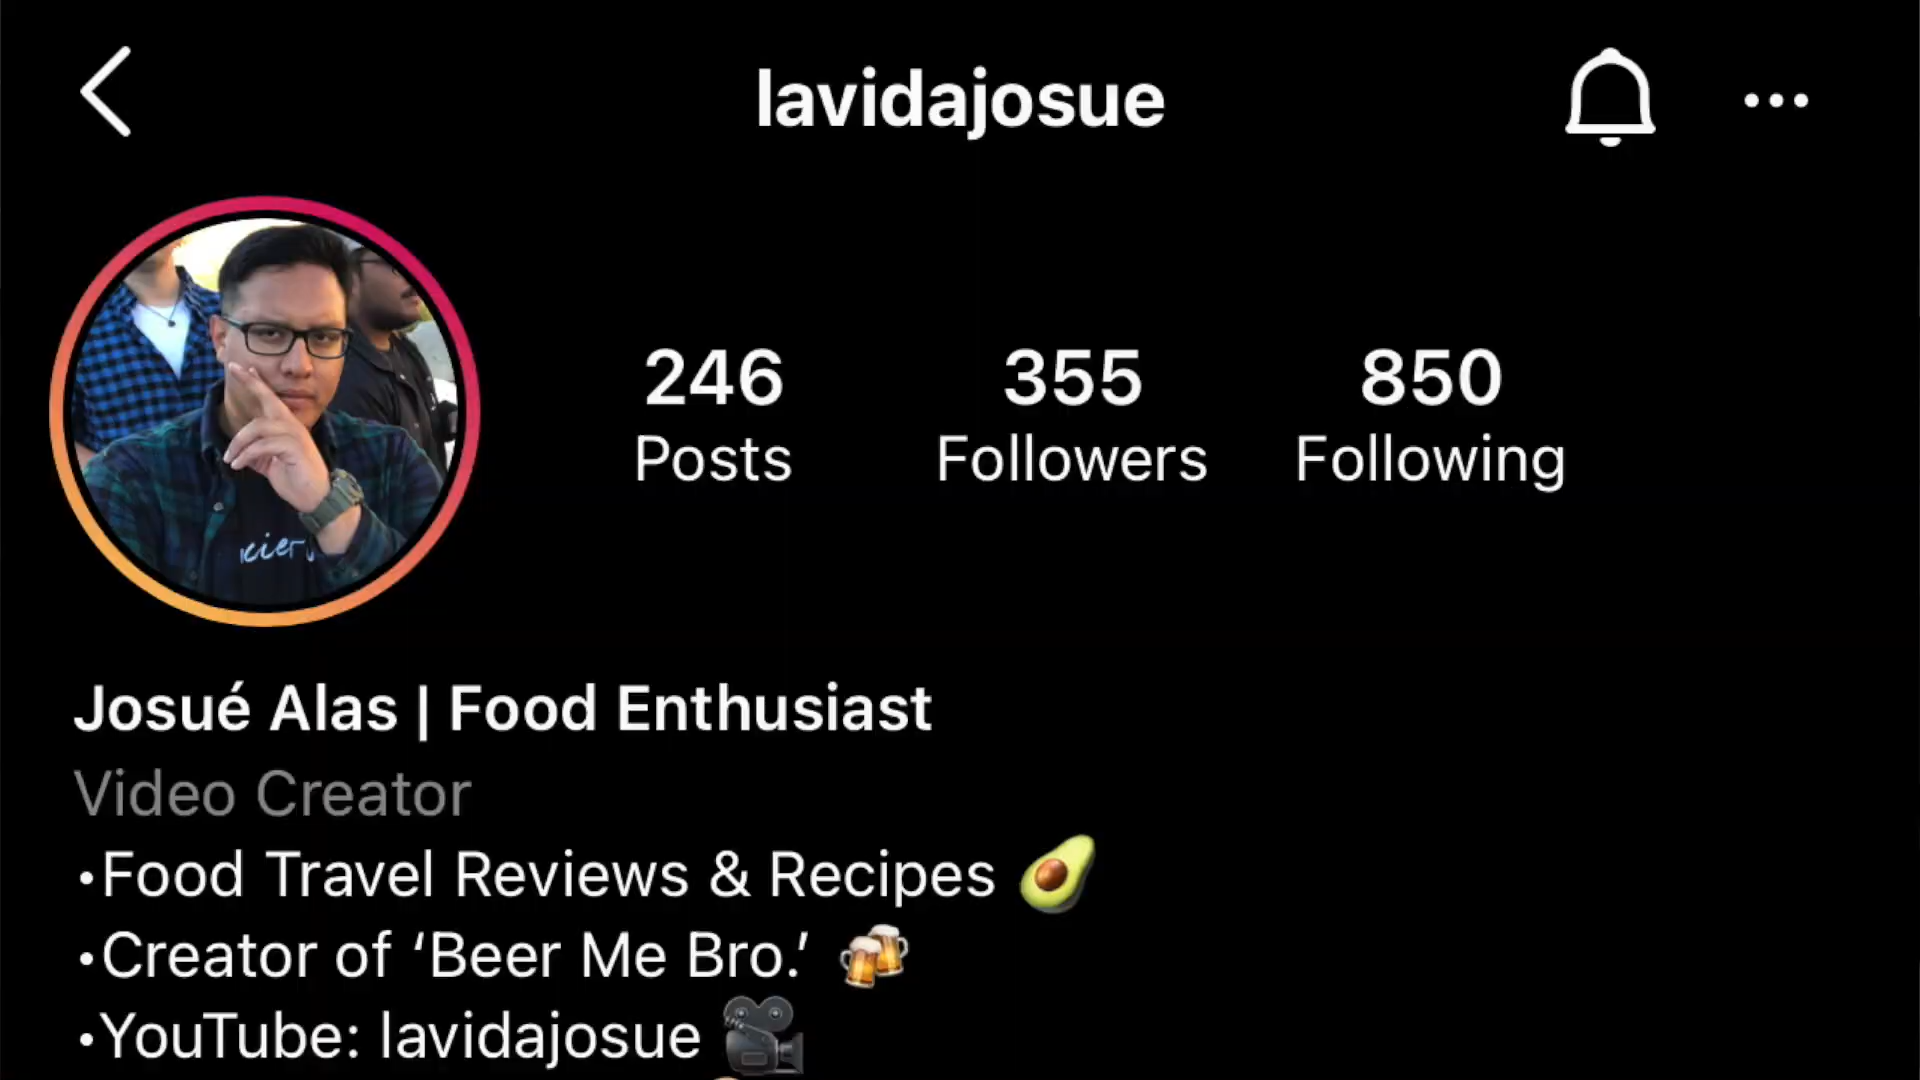 lavidajosue
246 355 850
Posts Followers Following
Josué Alas | Food Enthusiast
Video Creator
•Food Travel Reviews & Recipes 🥑
•Creator of ‘Beer Me Bro.’ 🍻
•YouTube: lavidajosue 🎥